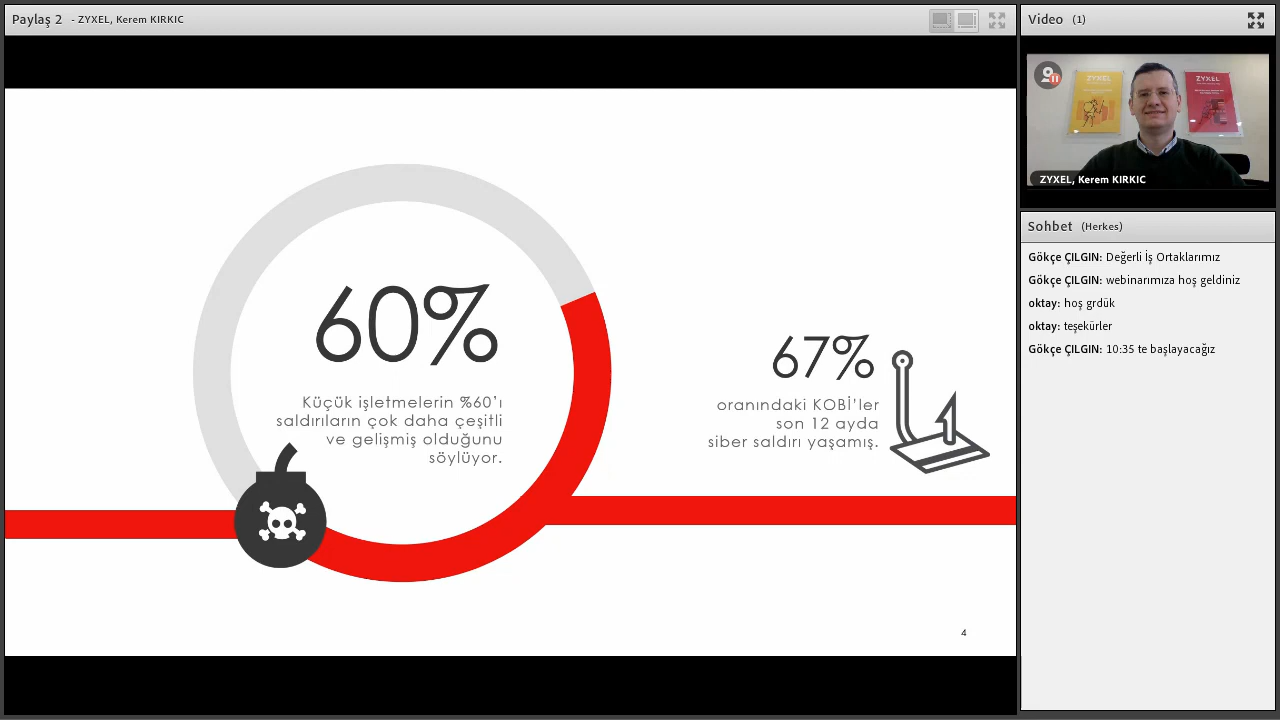 Paylaş 2 - ZYXEL, Kerem KIRKIC
60%
Küçük işletmelerin %60’ı
saldırıların çok daha çeşitli
ve gelişmiş olduğunu
söylüyor.
67%
oranındaki KOBİ’ler
son 12 ayda
siber saldırı yaşamış.
4
Video (1)
ZYXEL
ZYXEL
ZYXEL, Kerem KIRKIC
Sohbet (Herkes)
Gökçe ÇILGIN: Değerli İş Ortaklarımız
Gökçe ÇILGIN: webinarımıza hoş geldiniz
oktay: hoş grdük
oktay: teşekürler
Gökçe ÇILGIN: 10:35 te başlayacağız